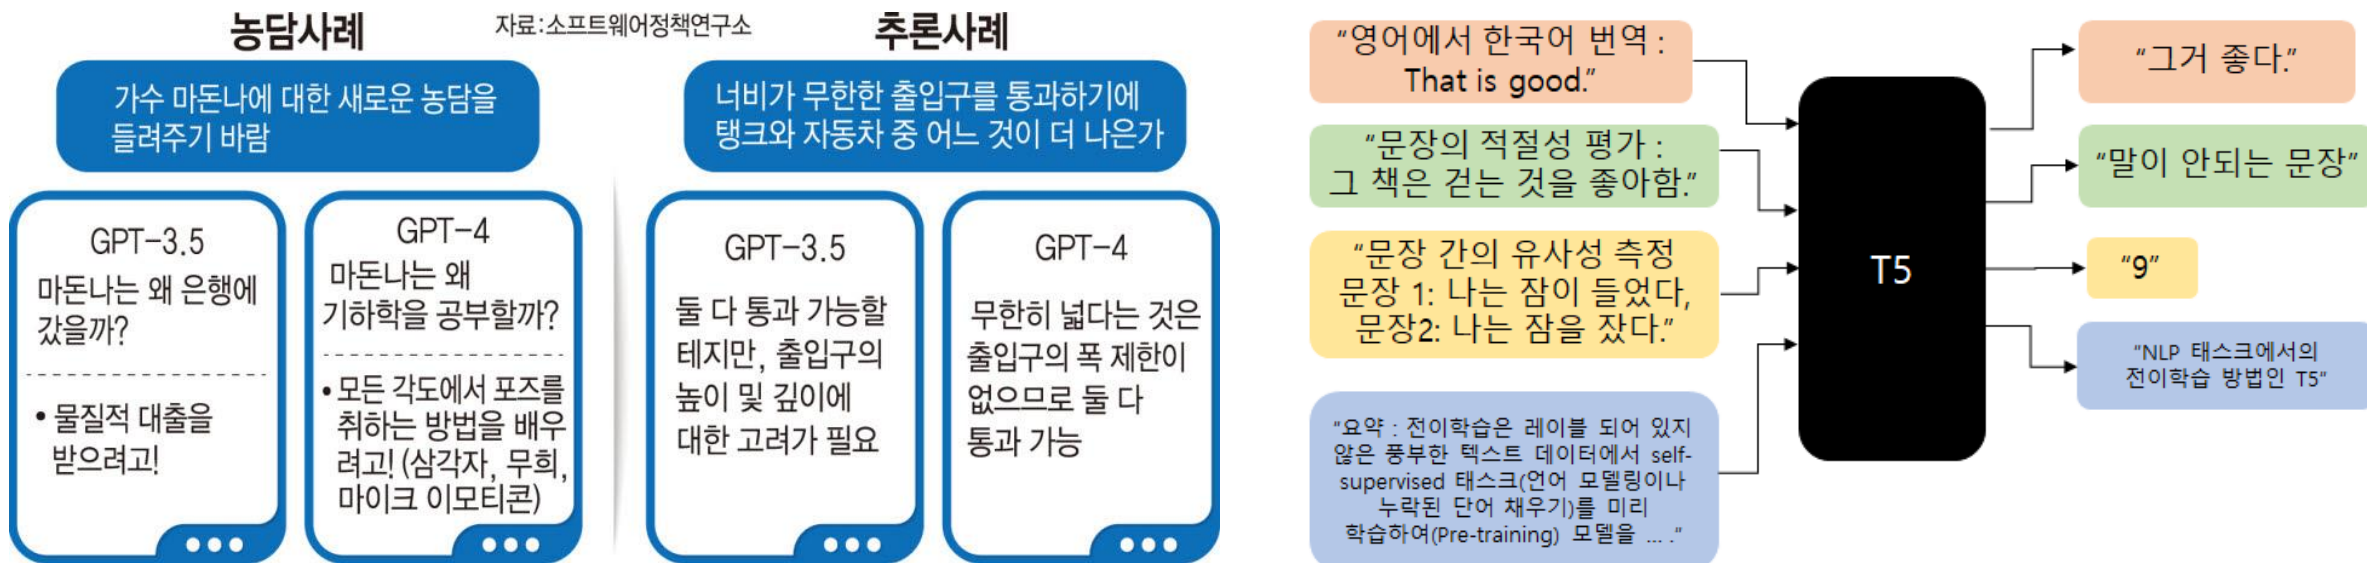 농담사례
자료:소프트웨어정책연구소
추론사례
가수 마돈나에 대한 새로운 농담을
들려주기 바람
너비가 무한한 출입구를 통과하기에
탱크와 자동차 중 어느 것이 더 나은가
GPT-3.5
마돈나는 왜 은행에
갔을까?
• 물질적 대출을
받으려고!
GPT-4
마돈나는 왜
기하학을 공부할까?
• 모든 각도에서 포즈를
취하는 방법을 배우
려고! (삼각자, 무희,
마이크 이모티콘)
GPT-3.5
둘 다 통과 가능할
테지만, 출입구의
높이 및 깊이에
대한 고려가 필요
GPT-4
무한히 넓다는 것은
출입구의 폭 제한이
없으므로 둘 다
통과 가능
“영어에서 한국어 번역 :
That is good.”
“문장의 적절성 평가 :
그 책은 걷는 것을 좋아함.”
“문장 간의 유사성 측정
문장 1: 나는 잠이 들었다,
문장2: 나는 잠을 잤다.”
“요약 : 전이학습은 레이블 되어 있지
않은 풍부한 텍스트 데이터에서 self-
supervised 태스크(언어 모델링이나
누락된 단어 채우기)를 미리
학습하여(Pre-training) 모델을 ... .”
T5
“그거 좋다.”
“말이 안되는 문장”
“9”
“NLP 태스크에서의
전이학습 방법인 T5”